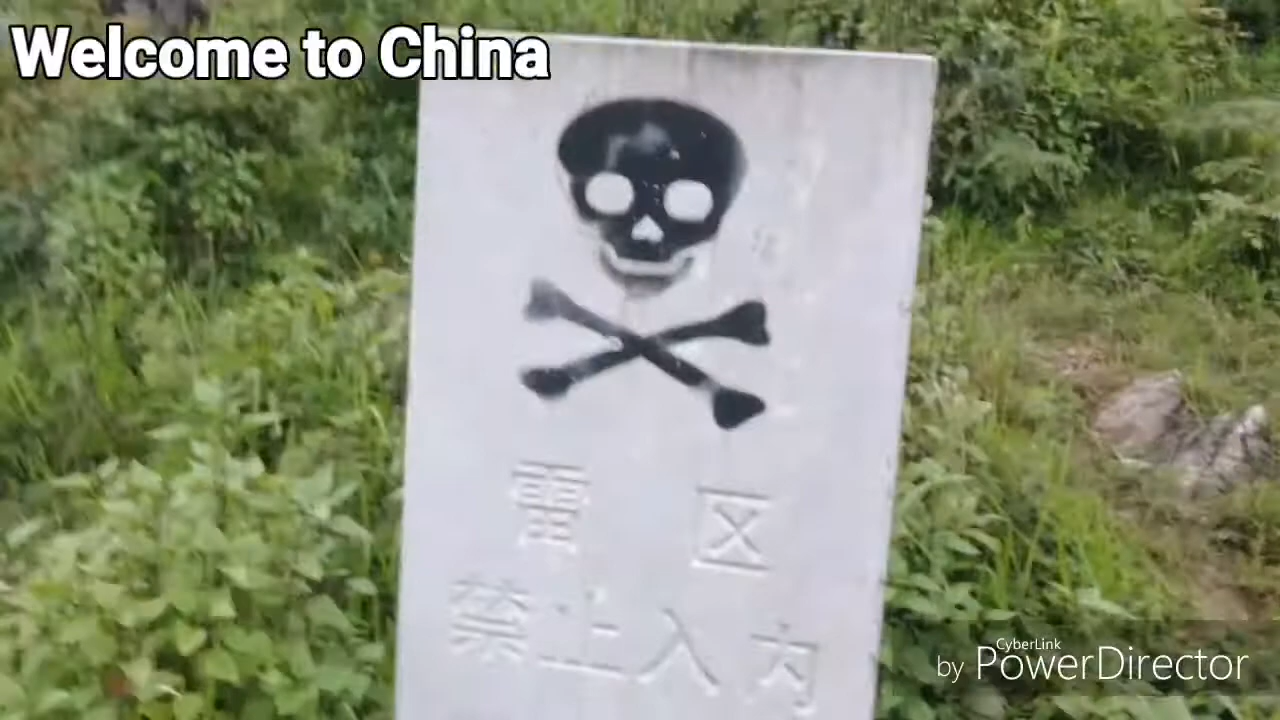 Welcome to China
雷 区
禁止入内
CyberLink
by PowerDirector